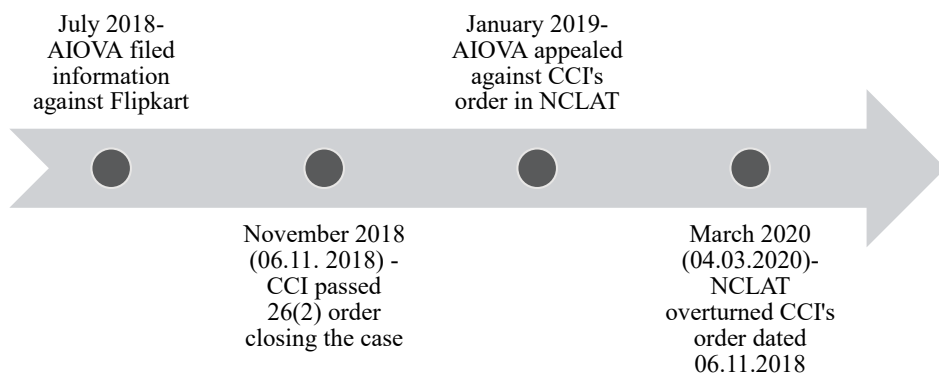 July 2018-
AIOVA filed
information
against Flipkart
November 2018
(06.11. 2018) -
CCI passed
26(2) order
closing the case
January 2019-
AIOVA appealed
against CCI's
order in NCLAT
March 2020
(04.03.2020)-
NCLAT
overturned CCI's
order dated
06.11.2018